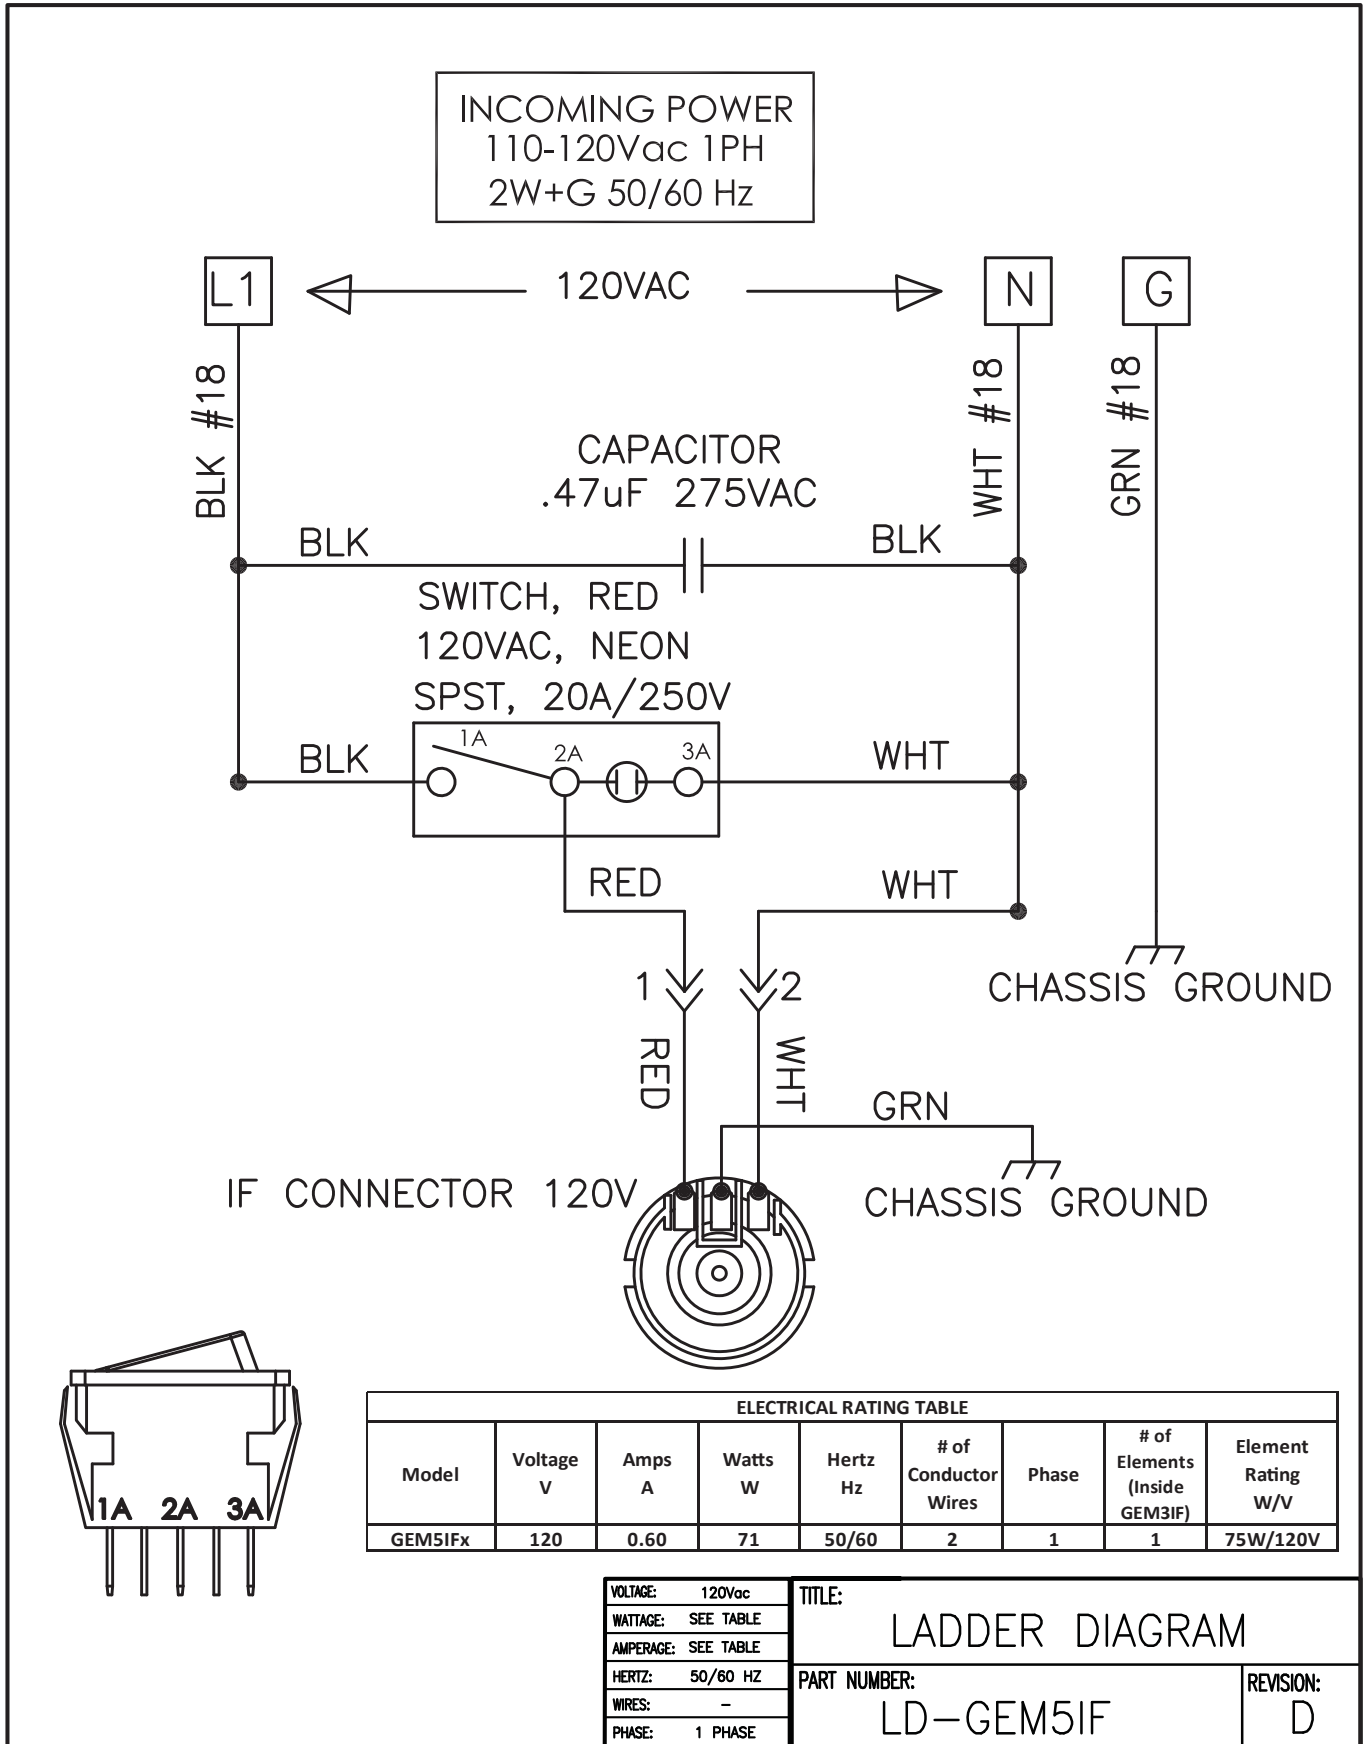 INCOMING POWER
110-120Vac 1PH
2W+G 50/60 Hz
L1
120VAC
N
G
BLK #18
WHT #18
GRN #18
CAPACITOR
.47uF 275VAC
BLK
BLK
SWITCH, RED
120VAC, NEON
SPST, 20A/250V
BLK
1A
2A
3A
WHT
RED
WHT
1
2
CHASSIS GROUND
RED
WHT
GRN
IF CONNECTOR 120V
CHASSIS GROUND
1A 2A 3A
ELECTRICAL RATING TABLE
Model
Voltage
V
Amps
A
Watts
W
Hertz
Hz
# of
Conductor
Wires
Phase
# of
Elements
(Inside
GEM3IF)
Element
Rating
W/V
GEM5IFx 120 0.60 71 50/60 2 1 1 75W/120V
VOLTAGE: 120Vac
WATTAGE: SEE TABLE
AMPERAGE: SEE TABLE
HERTZ: 50/60 HZ
WIRES: –
PHASE: 1 PHASE
TITLE:
LADDER DIAGRAM
PART NUMBER:
LD-GEM5IF
REVISION:
D